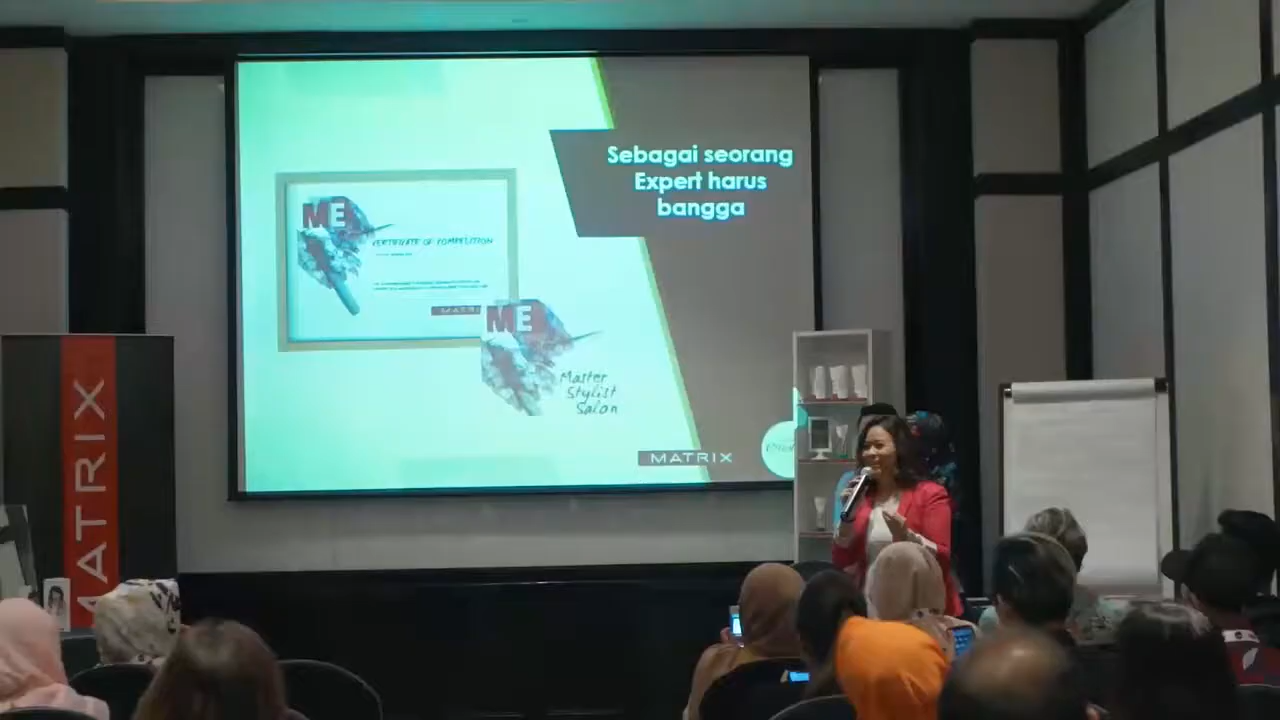 Sebagai seorang
Expert harus
bangga
ME
CERTIFICATE OF COMPLETION
MATRIX
ME
Master
Stylist
Salon
MATRIX
MATRIX